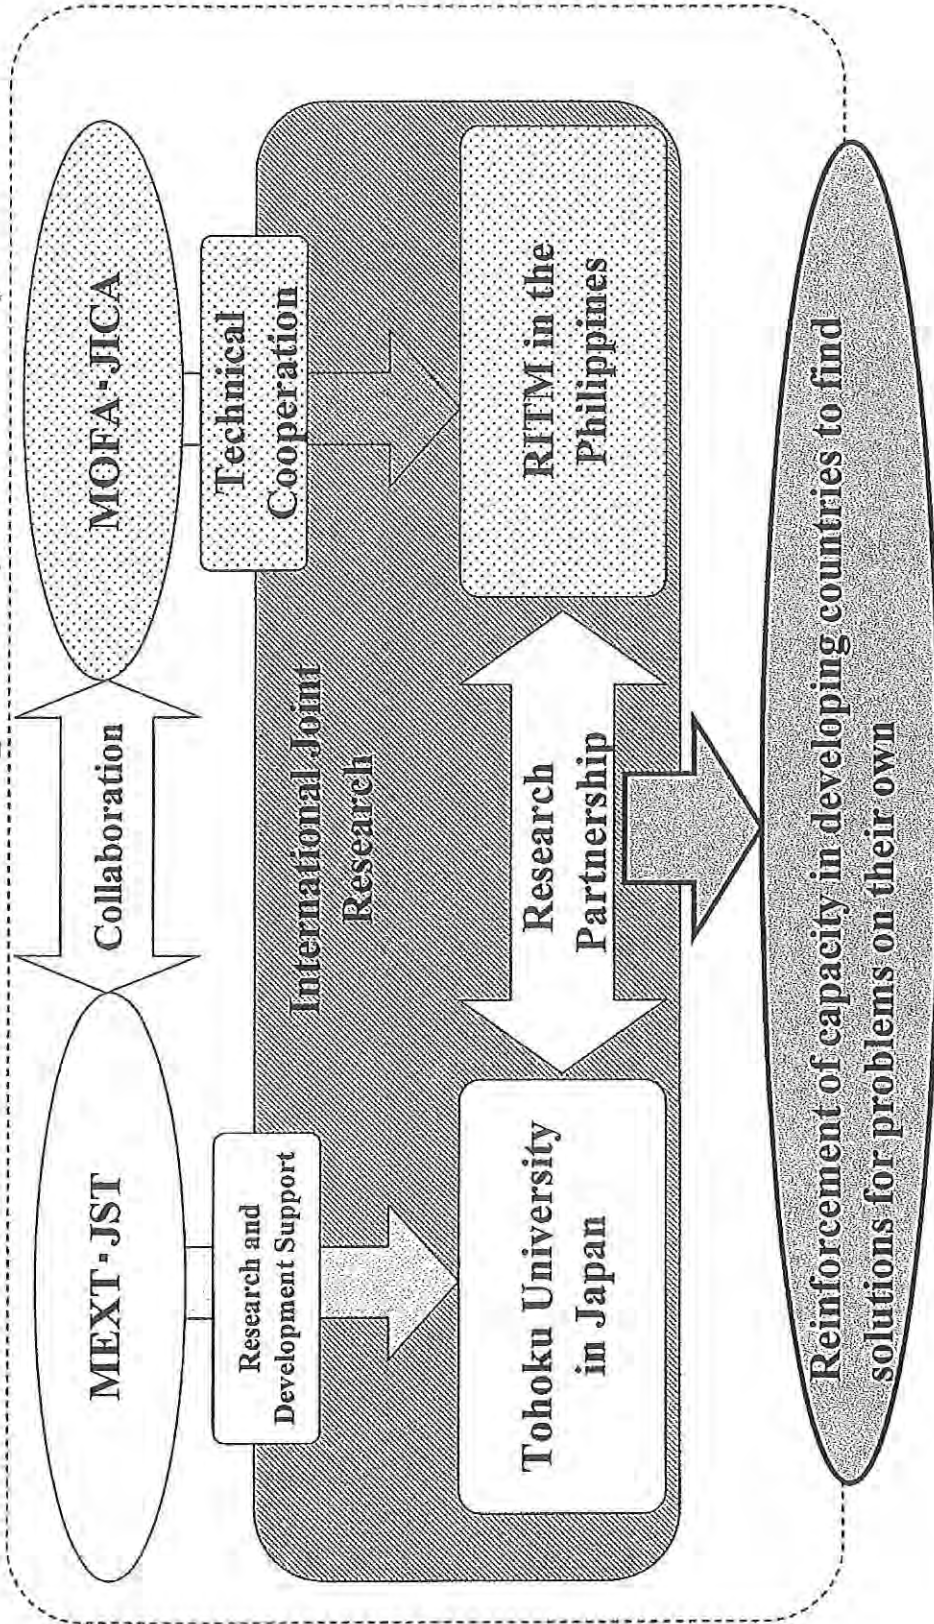 MEXT・JST
Collaboration
MOFA・JICA
Research and
Development Support
Technical
Cooperation
International Joint
Research
Tohoku University
in Japan
Research
Partnership
RITM in the
Philippines
Reinforcement of capacity in developing countries to find
solutions for problems on their own